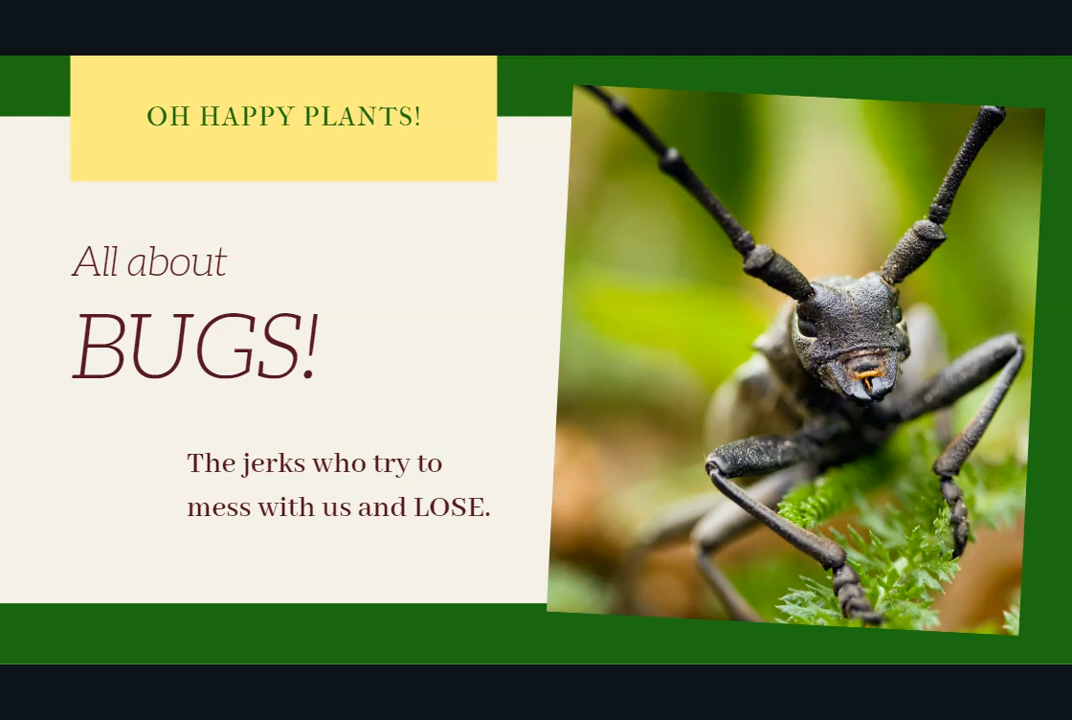 OH HAPPY PLANTS!
All about
BUGS!
The jerks who try to
mess with us and LOSE.